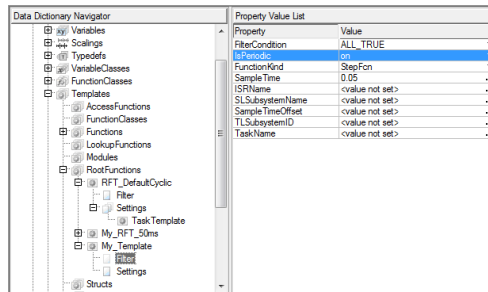 Data Dictionary Navigator
Variables
Scalings
Typedefs
VariableClasses
FunctionClasses
Templates
AccessFunctions
FunctionClasses
Functions
LookupFunctions
Modules
RootFunctions
RFT_DefaultCyclic
Filter
Settings
TaskTemplate
My_RFT_50ms
My_Template
Filter
Settings
Structs
Property Value List
Property Value
FilterCondition ALL_TRUE
IsPeriodic on
FunctionKind StepFcn
SampleTime 0.05
ISRName <value not set>
SLSubsystemName <value not set>
SampleTimeOffset <value not set>
TLSubsystemID <value not set>
TaskName <value not set>